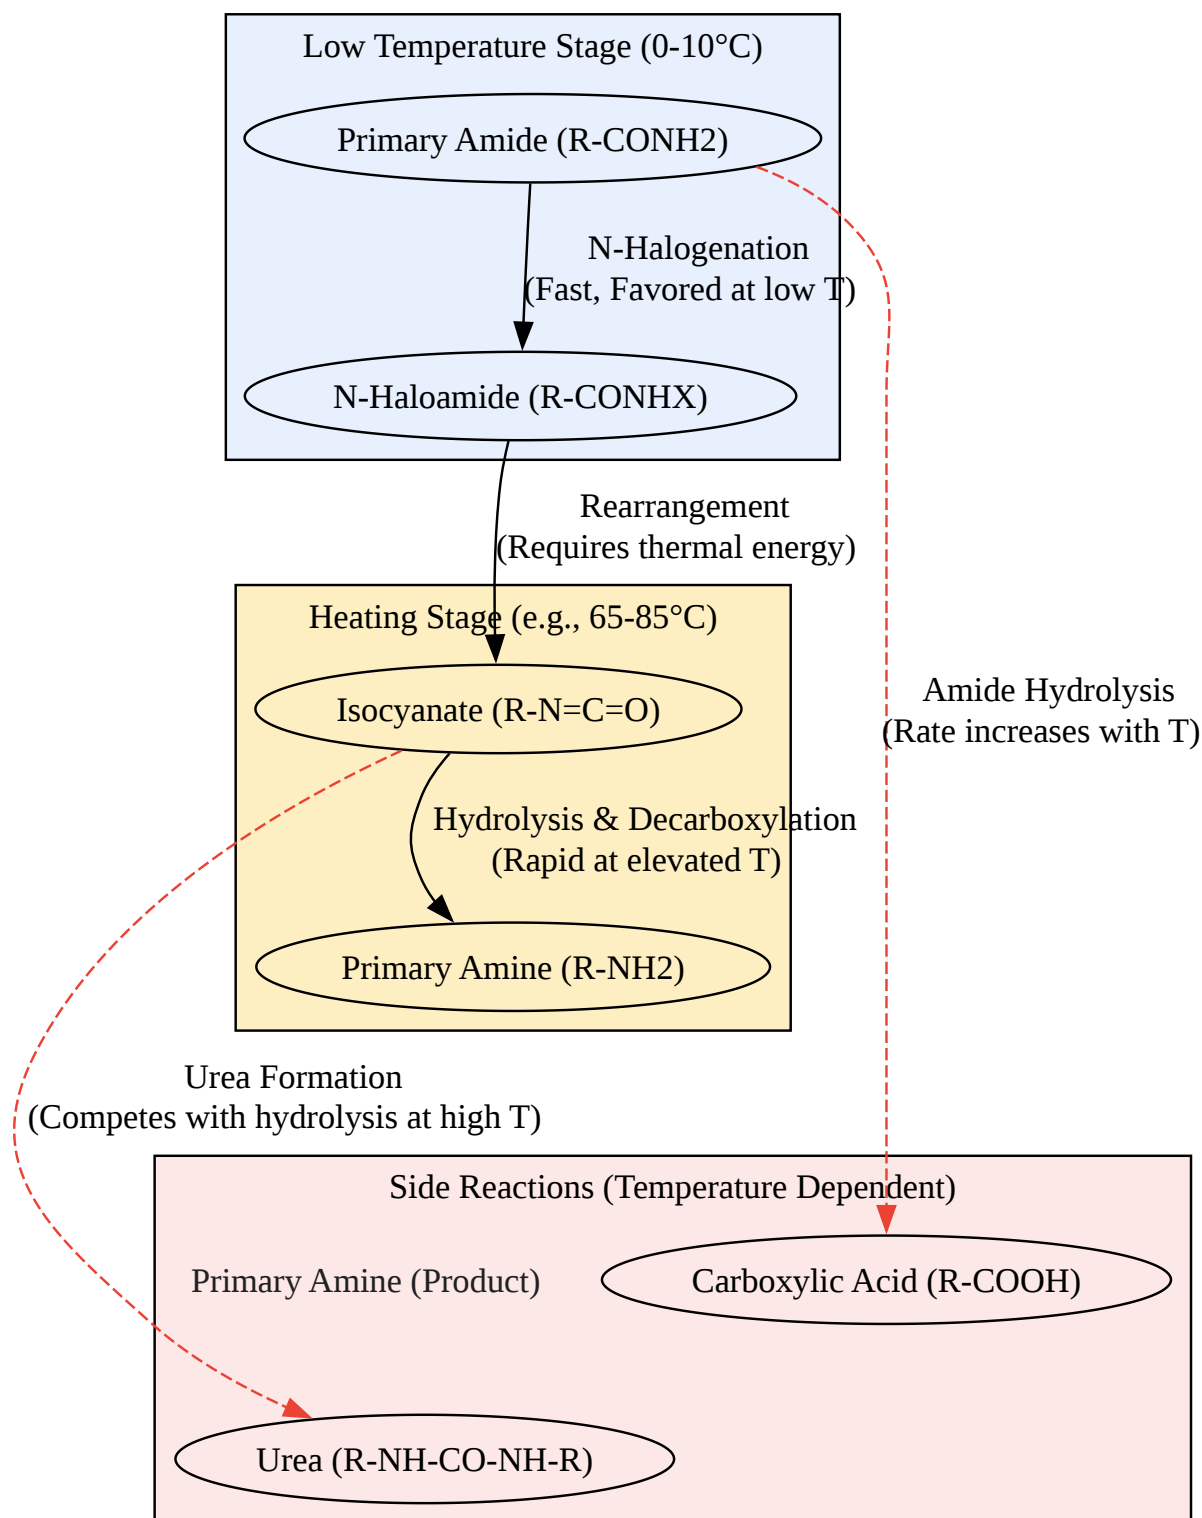 Low Temperature Stage (0-10°C)
Primary Amide (R-CONH2)
N-Halogenation
(Fast, Favored at low T)
N-Haloamide (R-CONHX)
Rearrangement
(Requires thermal energy)
Heating Stage (e.g., 65-85°C)
Isocyanate (R-N=C=O)
Amide Hydrolysis
(Rate increases with T)
Hydrolysis & Decarboxylation
(Rapid at elevated T)
Primary Amine (R-NH2)
Urea Formation
(Competes with hydrolysis at high T)
Side Reactions (Temperature Dependent)
Primary Amine (Product)
Carboxylic Acid (R-COOH)
Urea (R-NH-CO-NH-R)